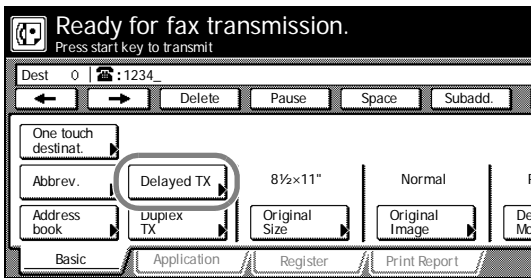 Ready for fax transmission.
Press start key to transmit
Dest 0 ☎:1234_
Delete Pause Space Subadd.
One touch
destinat.
Abbrev. Delayed TX 8½×11" Normal
Address
book
Duplex
TX
Original
Size
Original
Image
Basic Application Register Print Report